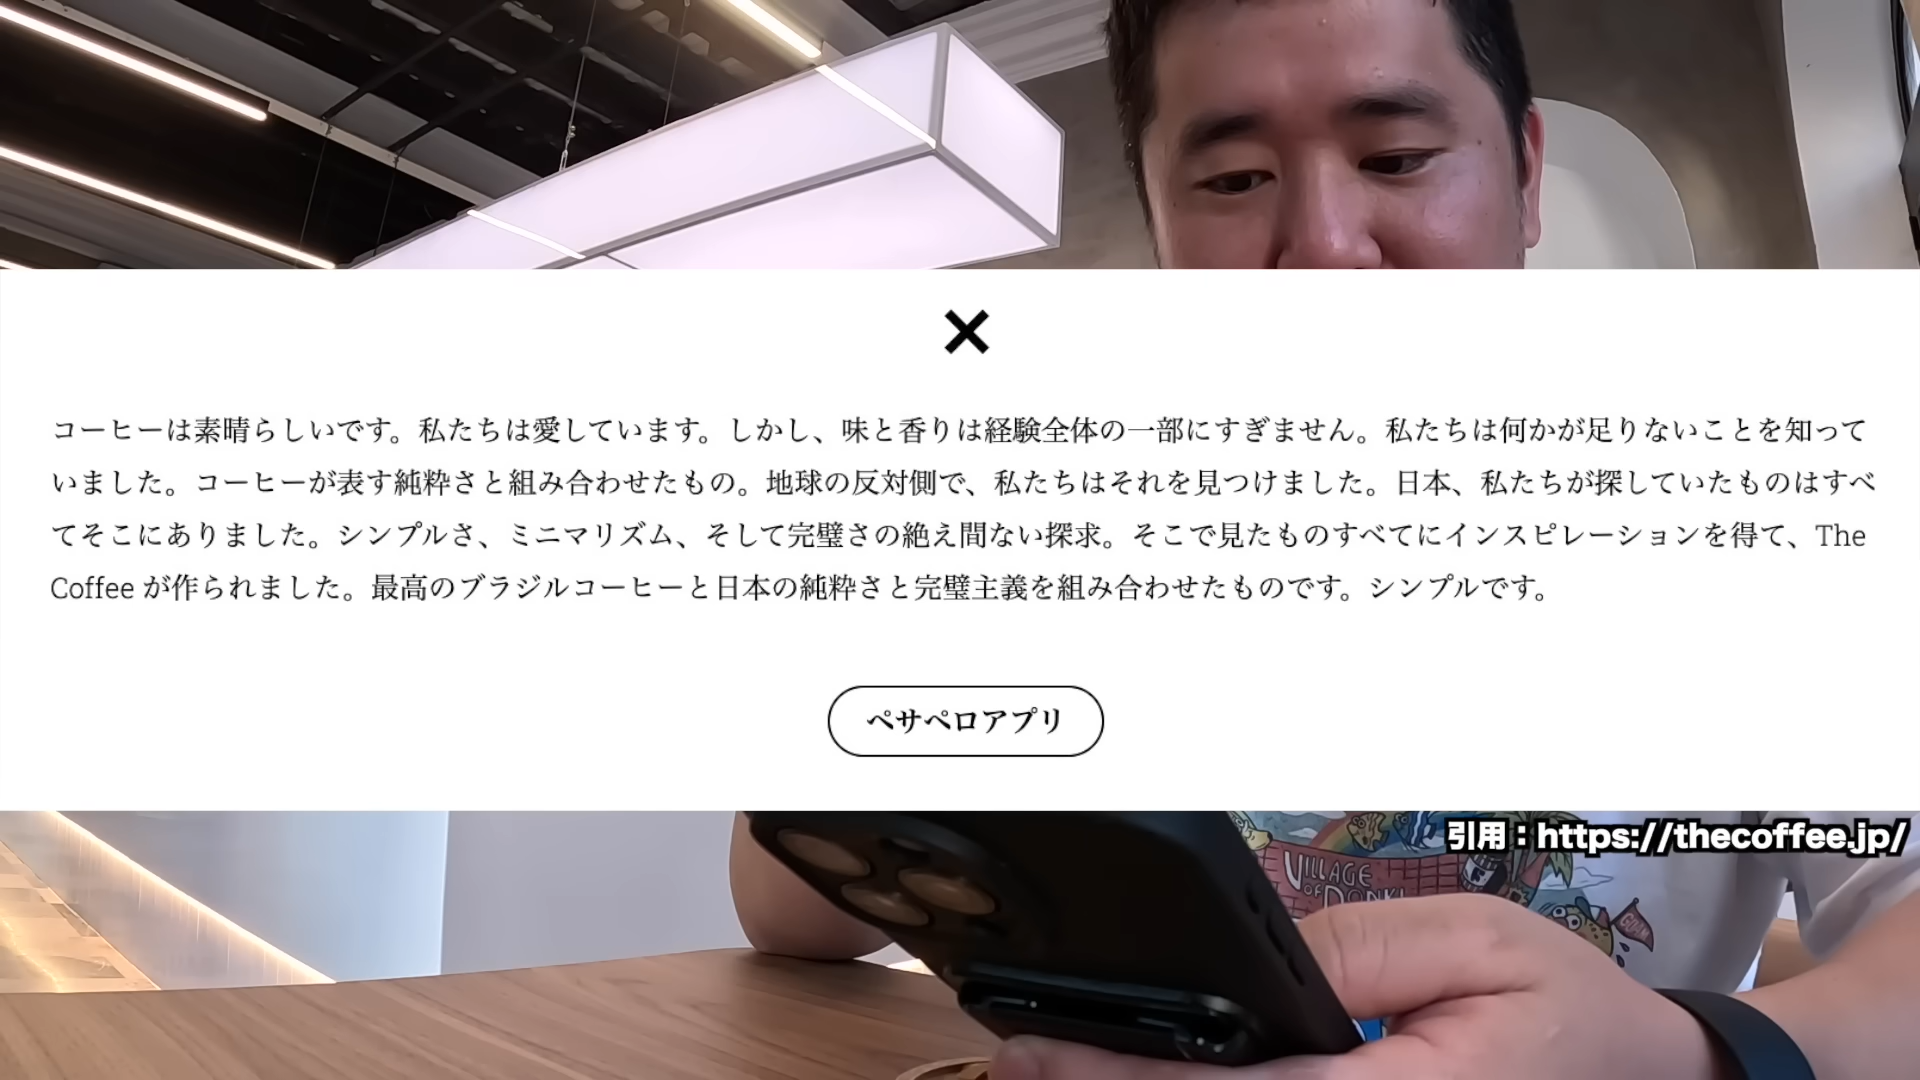 コーヒーは素晴らしいです。私たちは愛しています。しかし、味と香りは経験全体の一部にすぎません。私たちは何かが足りないことを知って
いました。コーヒーが表す純粋さと組み合わせたもの。地球の反対側で、私たちはそれを見つけました。日本、私たちが探していたものはすべ
てそこにありました。シンプルさ、ミニマリズム、そして完璧さの絶え間ない探求。そこで見たものすべてにインスピレーションを得て、The
Coffee が作られました。最高のブラジルコーヒーと日本の純粋さと完璧主義を組み合わせたものです。シンプルです。
ペサペロアプリ
引用：https://thecoffee.jp/
VILLAGE
OF DONKI